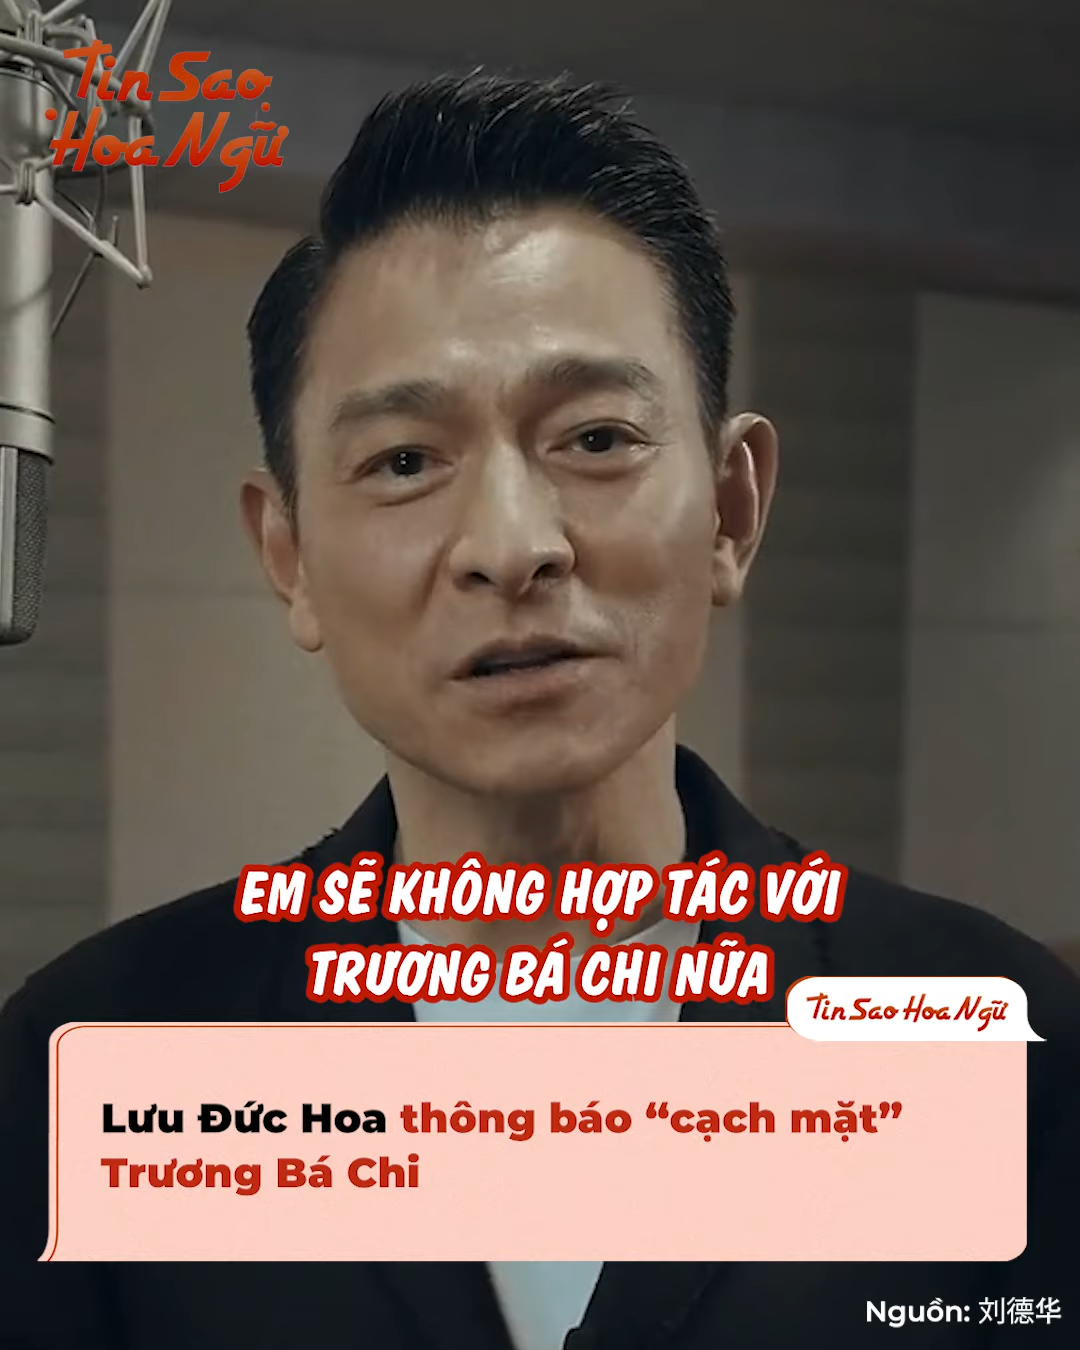 Tin Sao
Hoa Ngữ
EM SẼ KHÔNG HỢP TÁC VỚI
TRƯƠNG BÁ CHI NỮA
Tin Sao Hoa Ngữ
Lưu Đức Hoa thông báo “cạch mặt”
Trương Bá Chi
Nguồn: 刘德华